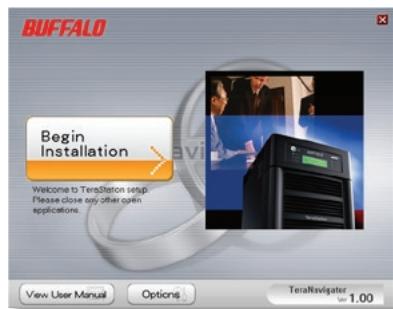 BUFFALO
Begin
Installation
Welcome to TeraStation setup.
Please close any other open
applications.
View User Manual
Options
TeraNavigator
Ver 1.00